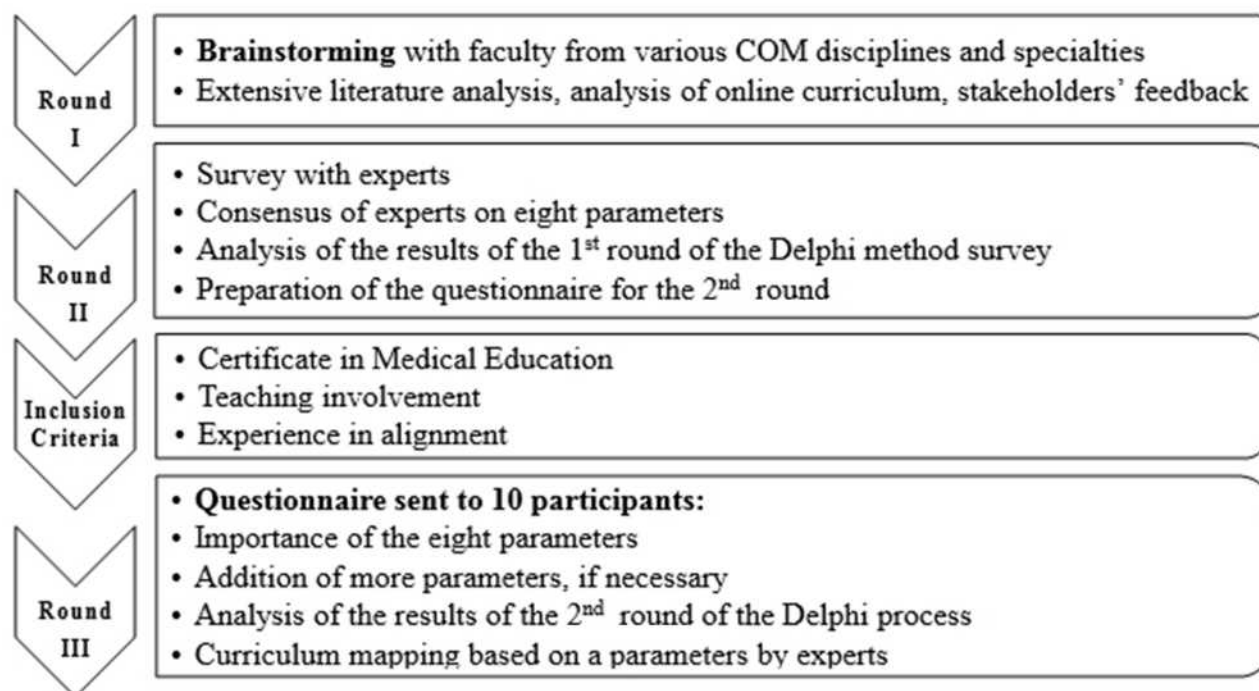 Round
I
• Brainstorming with faculty from various COM disciplines and specialties
• Extensive literature analysis, analysis of online curriculum, stakeholders’ feedback
Round
II
• Survey with experts
• Consensus of experts on eight parameters
• Analysis of the results of the 1st round of the Delphi method survey
• Preparation of the questionnaire for the 2nd round
Inclusion
Criteria
• Certificate in Medical Education
• Teaching involvement
• Experience in alignment
Round
III
• Questionnaire sent to 10 participants:
• Importance of the eight parameters
• Addition of more parameters, if necessary
• Analysis of the results of the 2nd round of the Delphi process
• Curriculum mapping based on a parameters by experts